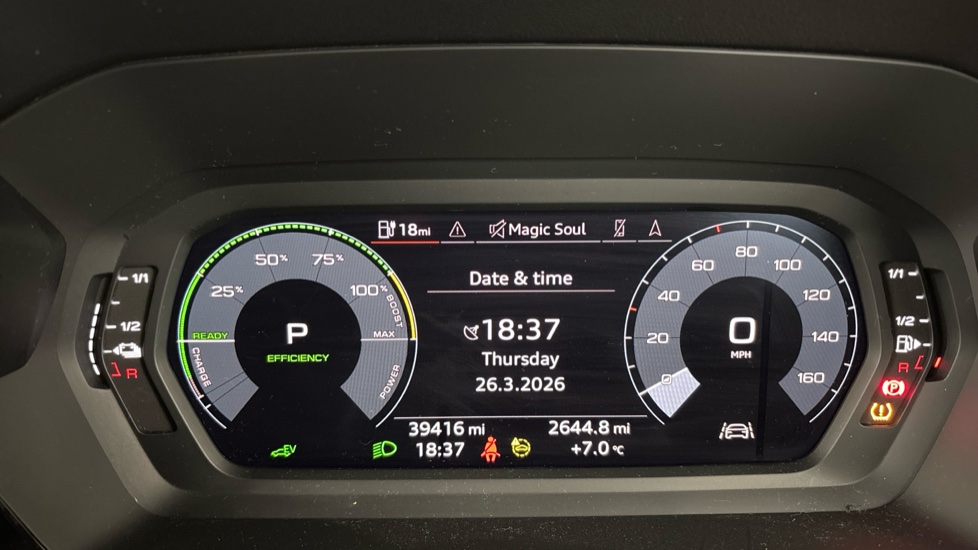 18mi Magic Soul
Date & time
18:37
Thursday
26.3.2026
39416 mi 2644.8 mi
18:37 +7.0 °C
25% 50% 75% 100%
BOOST
MAX
POWER
READY
CHARGE
P
EFFICIENCY
EV
1/1
1/2
R
0 20 40 60 80 100 120 140 160
0
MPH
1/1
1/2
R
P